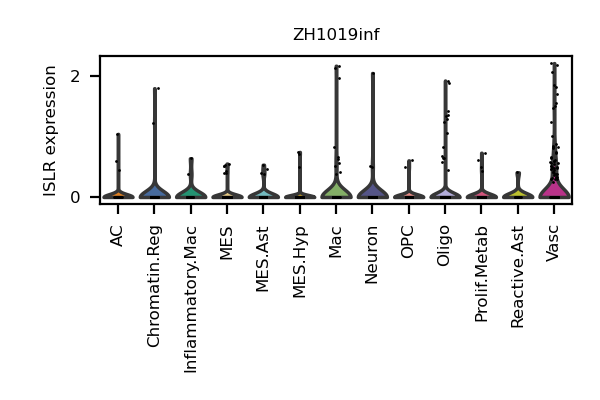 ZH1019inf
ISLR expression
2
0
AC
Chromatin.Reg
Inflammatory.Mac
MES
MES.Ast
MES.Hyp
Mac
Neuron
OPC
Oligo
Prolif.Metab
Reactive.Ast
Vasc